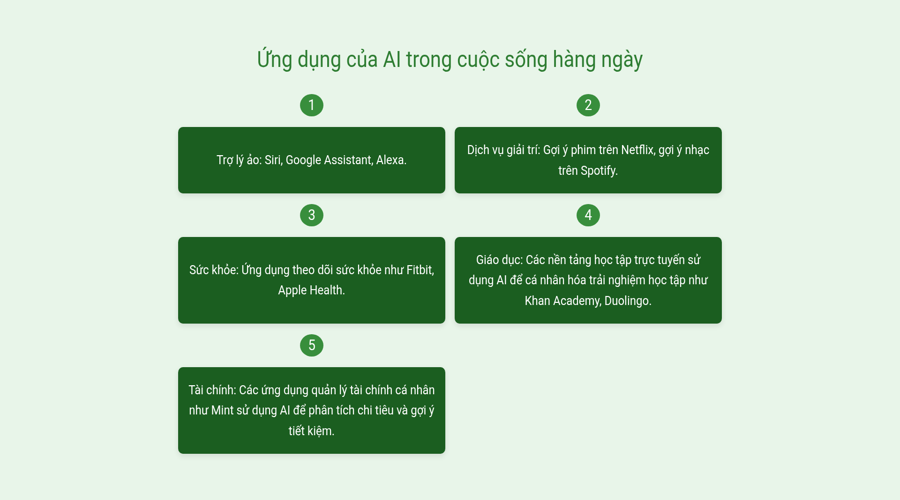 Ứng dụng của AI trong cuộc sống hàng ngày
1
Trợ lý ảo: Siri, Google Assistant, Alexa.
2
Dịch vụ giải trí: Gợi ý phim trên Netflix, gợi ý nhạc
trên Spotify.
3
Sức khỏe: Ứng dụng theo dõi sức khỏe như Fitbit,
Apple Health.
4
Giáo dục: Các nền tảng học tập trực tuyến sử
dụng AI để cá nhân hóa trải nghiệm học tập như
Khan Academy, Duolingo.
5
Tài chính: Các ứng dụng quản lý tài chính cá nhân
như Mint sử dụng AI để phân tích chi tiêu và gợi ý
tiết kiệm.